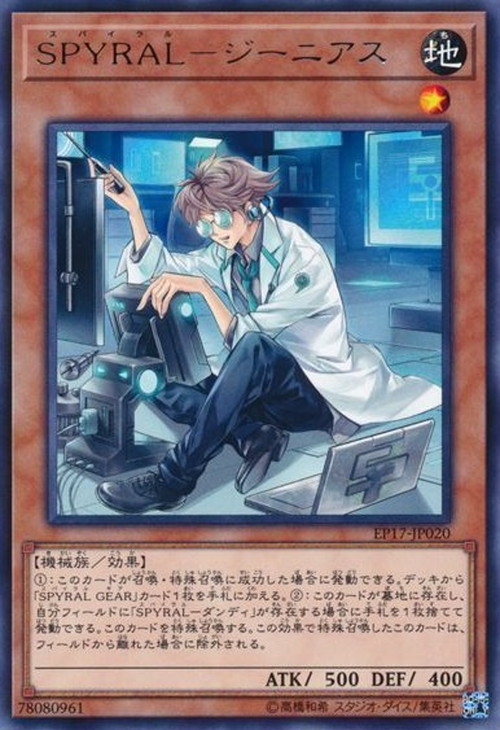 SPYRAL－ジーニアス
地
EP17-JP020
【機械族／効果】
①：このカードが召喚・特殊召喚に成功した場合に発動できる。デッキから
「SPYRAL GEAR」カード１枚を手札に加える。②：このカードが墓地に存在し、
自分フィールドに「SPYRAL－ダンディ」が存在する場合に手札を１枚捨てて
発動できる。このカードを特殊召喚する。この効果で特殊召喚したこのカードは、
フィールドから離れた場合に除外される。
ATK/ 500 DEF/ 400
78080961
©高橋和希 スタジオ・ダイス/集英社